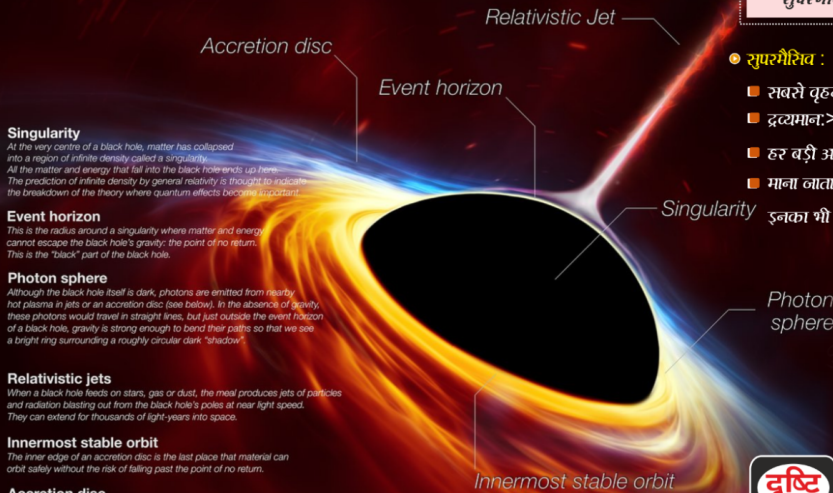 Relativistic Jet
Accretion disc
Event horizon
Singularity
Photon
sphere
Innermost stable orbit
Singularity
At the very centre of a black hole, matter has collapsed
into a region of infinite density called a singularity.
All the matter and energy that fall into the black hole ends up here.
The prediction of infinite density by general relativity is thought to indicate
the breakdown of the theory where quantum effects become important.
Event horizon
This is the radius around a singularity where matter and energy
cannot escape the black hole's gravity: the point of no return.
This is the "black" part of the black hole.
Photon sphere
Although the black hole itself is dark, photons are emitted from nearby
hot plasma in jets or an accretion disc (see below). In the absence of gravity,
these photons would travel in straight lines, but just outside the event horizon
of a black hole, gravity is strong enough to bend their paths so that we see
a bright ring surrounding a roughly circular dark "shadow".
Relativistic jets
When a black hole feeds on stars, gas or dust, the meal produces jets of particles
and radiation blasting out from the black hole's poles at near light speed.
They can extend for thousands of light-years into space.
Innermost stable orbit
The inner edge of an accretion disc is the last place that material can
orbit safely without the risk of falling past the point of no return.
Accretion disc
सुपरमैसिव :
सबसे
द्रव्यमान:>
हर बड़ी
माना जाता
इनका भी
दृष्टि